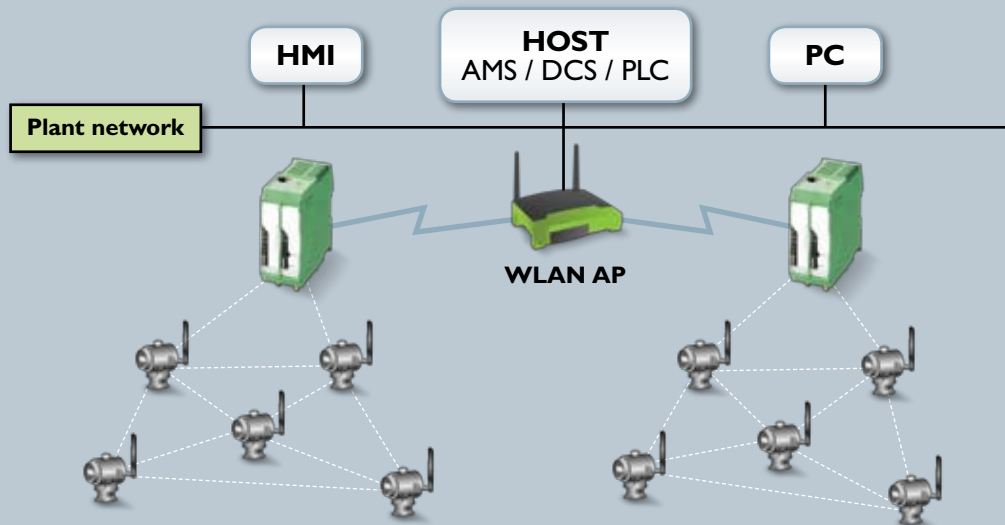 HMI
HOST
AMS / DCS / PLC
PC
Plant network
WLAN AP